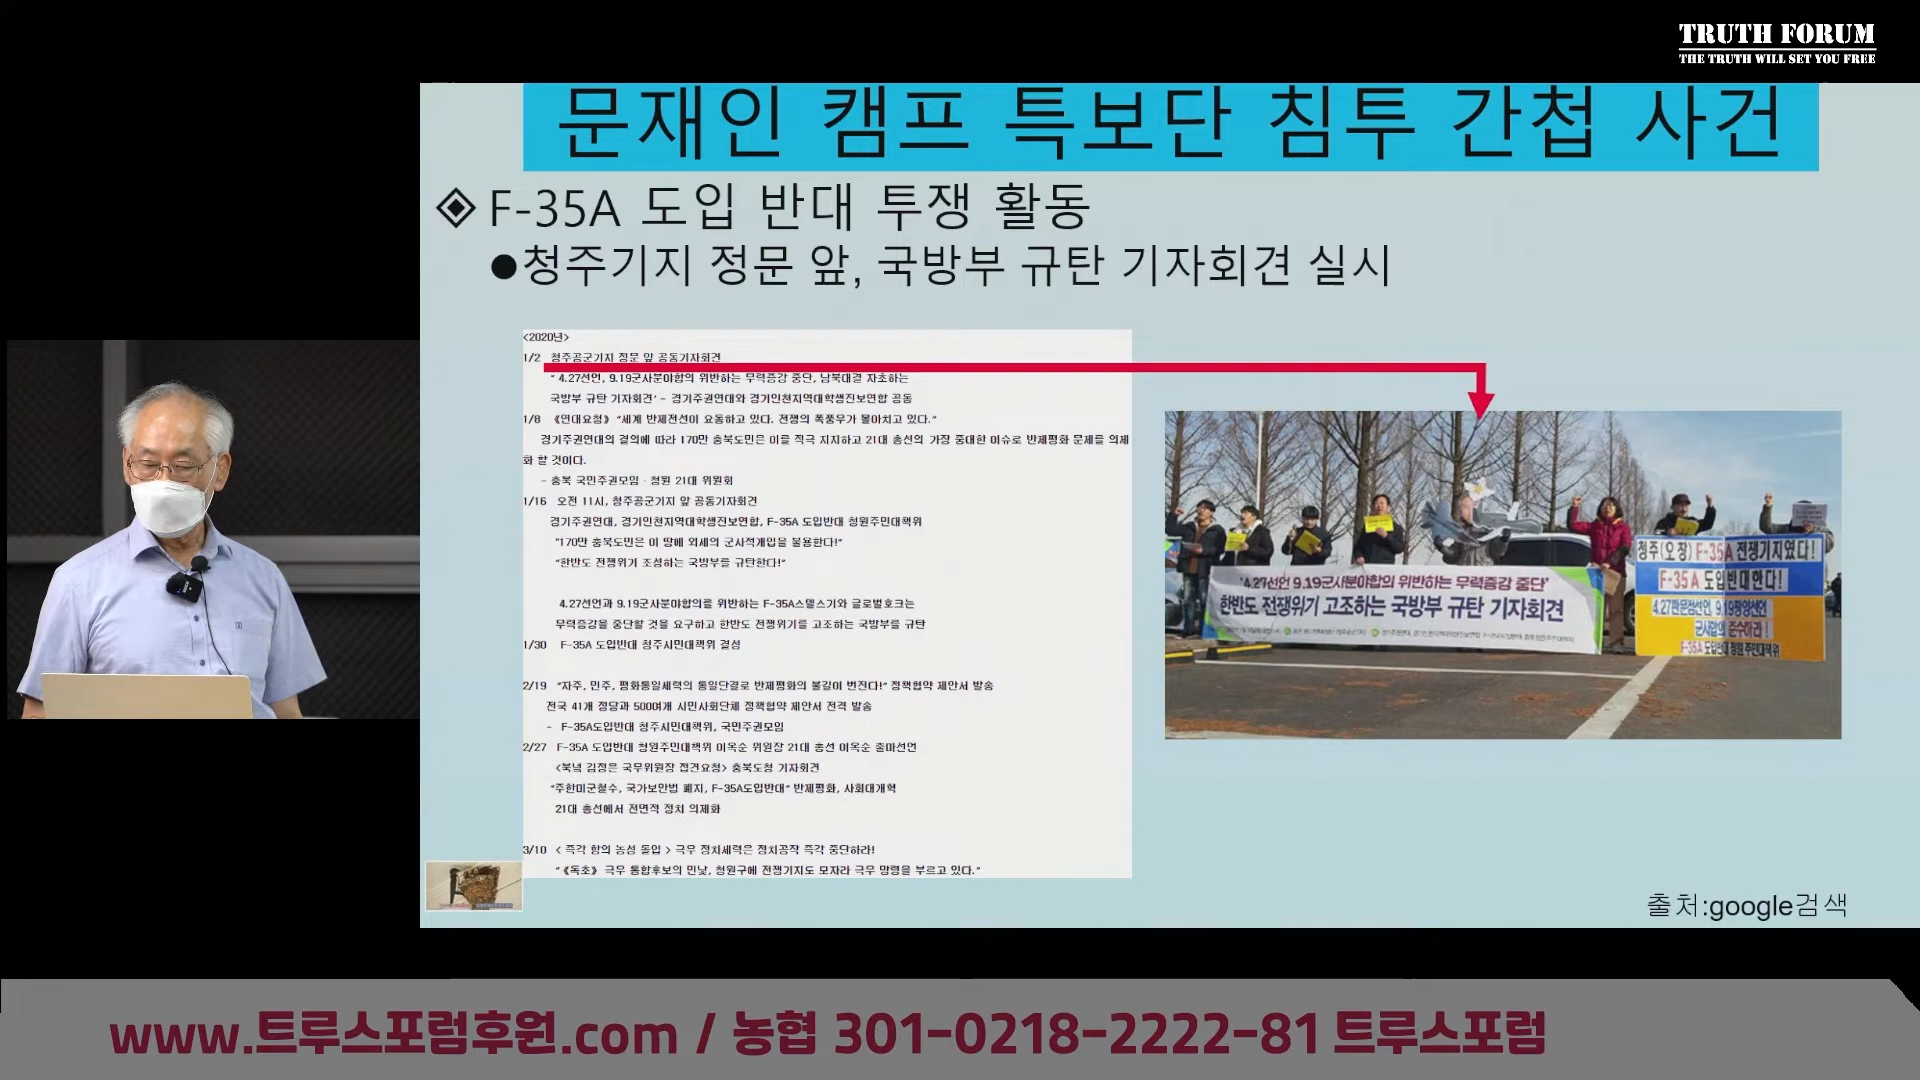 TRUTH FORUM
THE TRUTH WILL SET YOU FREE
문재인 캠프 특보단 침투 간첩 사건
F-35A 도입 반대 투쟁 활동
청주기지 정문 앞, 국방부 규탄 기자회견 실시
<2020년>
1/2 청주공군기지 정문 앞 공동기자회견
" 4.27선언, 9.19군사분야합의 위반하는 무력증강 중단, 남북대결 자초하는
국방부 규탄 기자회견' - 경기주권연대와 경기인천지역대학생진보연합 공동
1/8 《연대요청》 "세계 반제전선이 요동하고 있다. 전쟁의 폭풍우가 몰아치고 있다."
경기주권연대의 결의에 따라 170만 충북도민은 이를 적극 지지하고 21대 총선의 가장 중대한 이슈로 반제평화 문제를 의제
화 할 것이다.
- 충북 국민주권모임 · 청원 21대 위원회
1/16 오전 11시, 청주공군기지 앞 공동기자회견
경기주권연대, 경기인천지역대학생진보연합, F-35A 도입반대 청원주민대책위
"170만 충북도민은 이 땅에 외세의 군사적개입을 불용한다!"
"한반도 전쟁위기 조성하는 국방부를 규탄한다!"
4.27선언과 9.19군사분야합의를 위반하는 F-35A스텔스기와 글로벌호크는
무력증강을 중단할 것을 요구하고 한반도 전쟁위기를 고조하는 국방부를 규탄
1/30 F-35A 도입반대 청주시민대책위 결성
2/19 "자주, 민주, 평화통일세력의 통일단결로 반제평화의 불길이 번진다!" 정책협약 제안서 발송
전국 41개 정당과 500여개 시민사회단체 정책협약 제안서 전격 발송
- F-35A도입반대 청주시민대책위, 국민주권모임
2/27 F-35A 도입반대 청원주민대책위 이옥순 위원장 21대 총선 이옥순 출마선언
<북녘 김정은 국무위원장 접견요청> 충북도청 기자회견
"주한미군철수, 국가보안법 폐지, F-35A도입반대" 반제평화, 사회대개혁
21대 총선에서 전면적 정치 의제화
3/10 < 즉각 항의 농성 돌입 > 극우 정치세력은 정치공작 즉각 중단하라!
"《독초》 극우 통합후보의 민낯, 청원구에 전쟁기지도 모자라 극우 망령을 부르고 있다."
'4.27선언 9.19군사분야합의 위반하는 무력증강 중단'
한반도 전쟁위기 고조하는 국방부 규탄 기자회견
청주(오창) F-35A 전쟁기지였다!
F-35A 도입반대한다!
4.27판문점선언 9.19평양선언
군사합의 준수하라!
F-35A 도입반대 청원주민대책위
출처:google검색
www.트루스포럼후원.com / 농협 301-0218-2222-81 트루스포럼